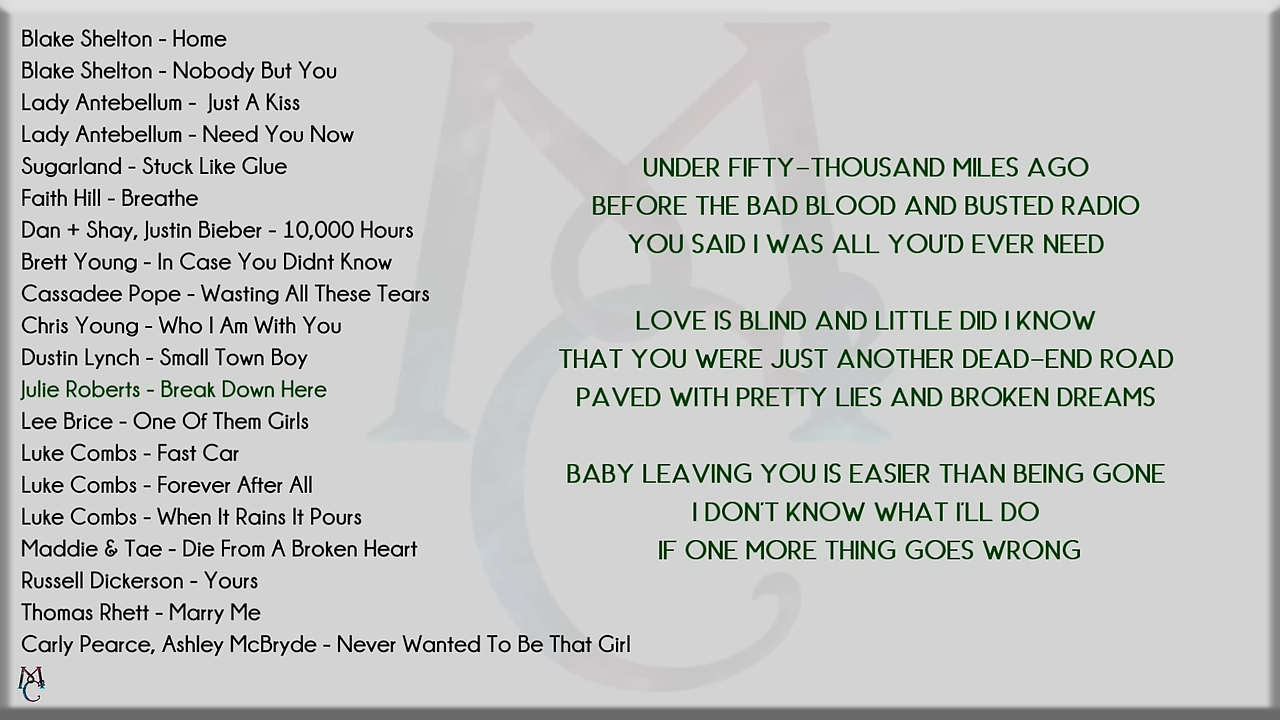 Blake Shelton - Home
Blake Shelton - Nobody But You
Lady Antebellum -  Just A Kiss
Lady Antebellum - Need You Now
Sugarland - Stuck Like Glue
Faith Hill - Breathe
Dan + Shay, Justin Bieber - 10,000 Hours
Brett Young - In Case You Didnt Know
Cassadee Pope - Wasting All These Tears
Chris Young - Who I Am With You
Dustin Lynch - Small Town Boy
Julie Roberts - Break Down Here
Lee Brice - One Of Them Girls
Luke Combs - Fast Car
Luke Combs - Forever After All
Luke Combs - When It Rains It Pours
Maddie & Tae - Die From A Broken Heart
Russell Dickerson - Yours
Thomas Rhett - Marry Me
Carly Pearce, Ashley McBryde - Never Wanted To Be That Girl
UNDER FIFTY-THOUSAND MILES AGO
BEFORE THE BAD BLOOD AND BUSTED RADIO
YOU SAID I WAS ALL YOU'D EVER NEED
LOVE IS BLIND AND LITTLE DID I KNOW
THAT YOU WERE JUST ANOTHER DEAD-END ROAD
PAVED WITH PRETTY LIES AND BROKEN DREAMS
BABY LEAVING YOU IS EASIER THAN BEING GONE
I DON'T KNOW WHAT I'LL DO
IF ONE MORE THING GOES WRONG
MC
MC